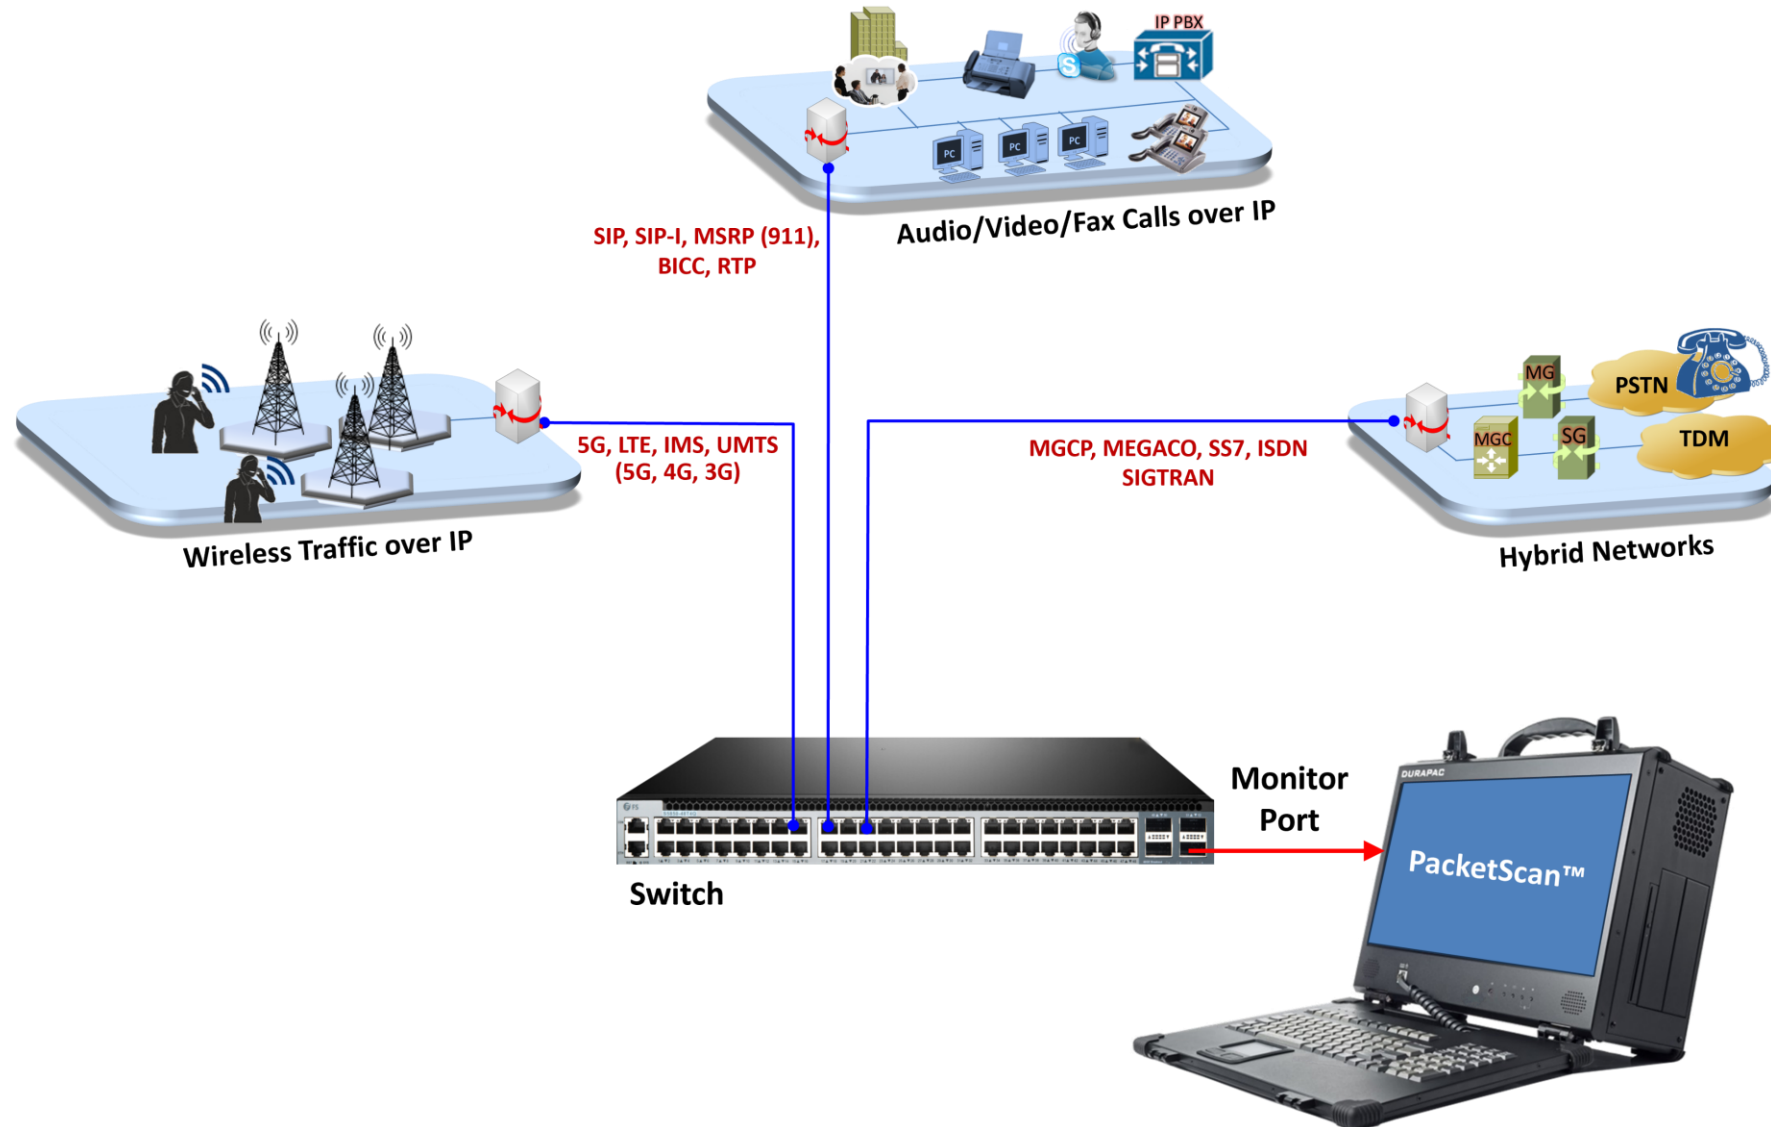 IP PBX
S
PC
PC
PC
Audio/Video/Fax Calls over IP
SIP, SIP-I, MSRP (911),
BICC, RTP
5G, LTE, IMS, UMTS
(5G, 4G, 3G)
Wireless Traffic over IP
MGCP, MEGACO, SS7, ISDN
SIGTRAN
MG
PSTN
MGC
SG
TDM
Hybrid Networks
FS
Switch
Monitor
Port
DURAPAC
PacketScan™